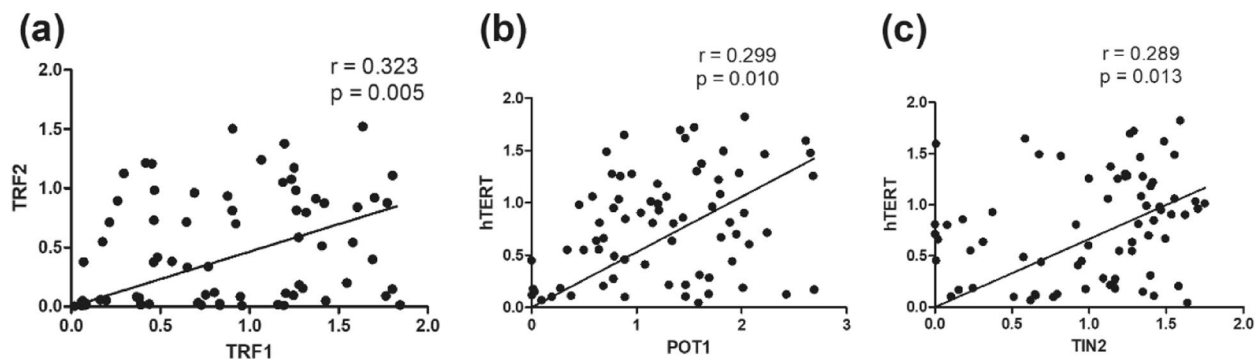 (a)
r = 0.323
p = 0.005
TRF2
2.0
1.5
1.0
0.5
0.0
0.0 0.5 1.0 1.5 2.0
TRF1
(b)
r = 0.299
p = 0.010
hTERT
2.0
1.5
1.0
0.5
0.0
0 1 2 3
POT1
(c)
r = 0.289
p = 0.013
hTERT
2.0
1.5
1.0
0.5
0.0
0.0 0.5 1.0 1.5 2.0
TIN2